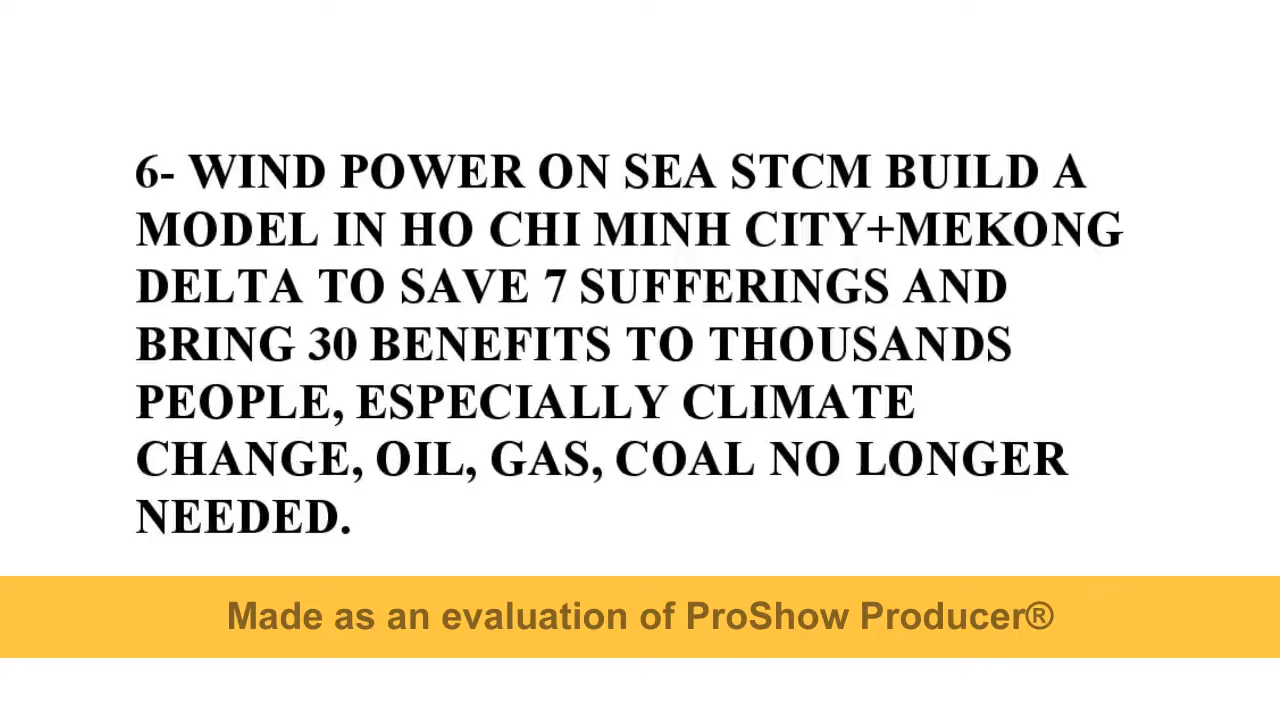 6- WIND POWER ON SEA STCM BUILD A
MODEL IN HO CHI MINH CITY+MEKONG
DELTA TO SAVE 7 SUFFERINGS AND
BRING 30 BENEFITS TO THOUSANDS
PEOPLE, ESPECIALLY CLIMATE
CHANGE, OIL, GAS, COAL NO LONGER
NEEDED.
Made as an evaluation of ProShow Producer®